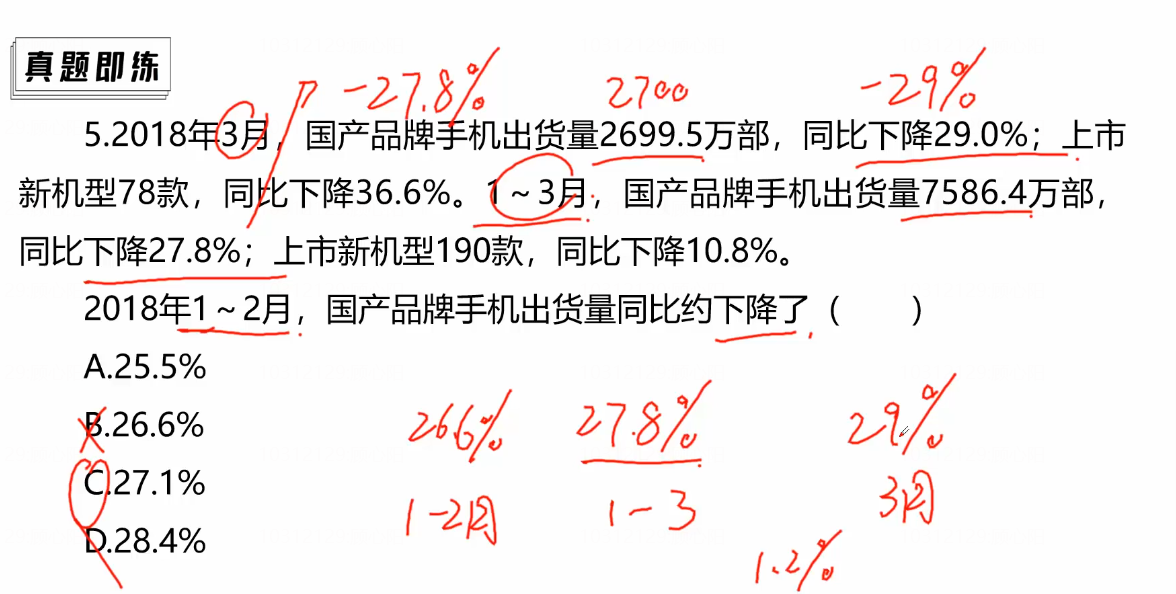 真题即练
-27.8% 2700 -29%
5.2018年3月，国产品牌手机出货量2699.5万部，同比下降29.0%；上市
新机型78款，同比下降36.6%。1～3月，国产品牌手机出货量7586.4万部，
同比下降27.8%；上市新机型190款，同比下降10.8%。
2018年1～2月，国产品牌手机出货量同比约下降了（　　）
A.25.5%
B.26.6%
C.27.1%
D.28.4%
26.6% 27.8% 29%
1-2月 1-3 3月
1.2%